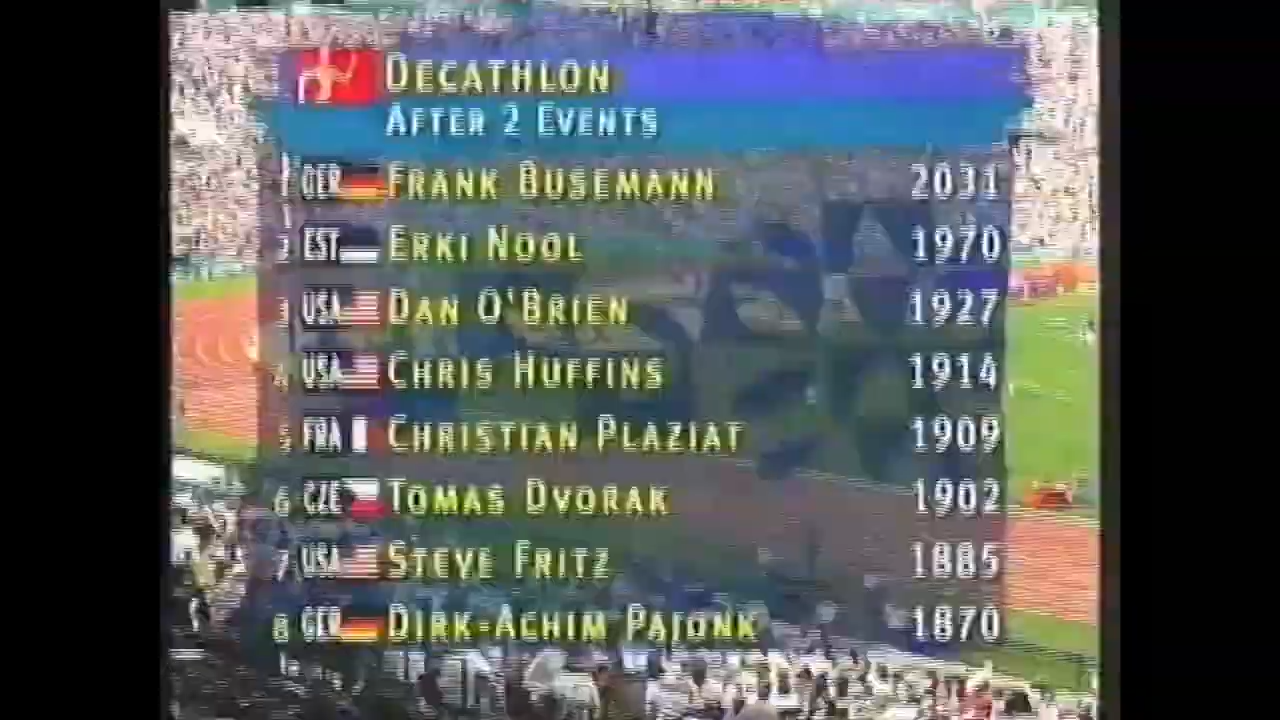 DECATHLON
AFTER 2 EVENTS
1 GER FRANK BUSEMANN 2031
2 EST ERKI NOOL 1970
3 USA DAN O'BRIEN 1927
4 USA CHRIS HUFFINS 1914
5 FRA CHRISTIAN PLAZIAT 1909
6 CZE TOMAS DVORAK 1902
7 USA STEVE FRITZ 1885
8 GER DIRK-ACHIM PAJONK 1870